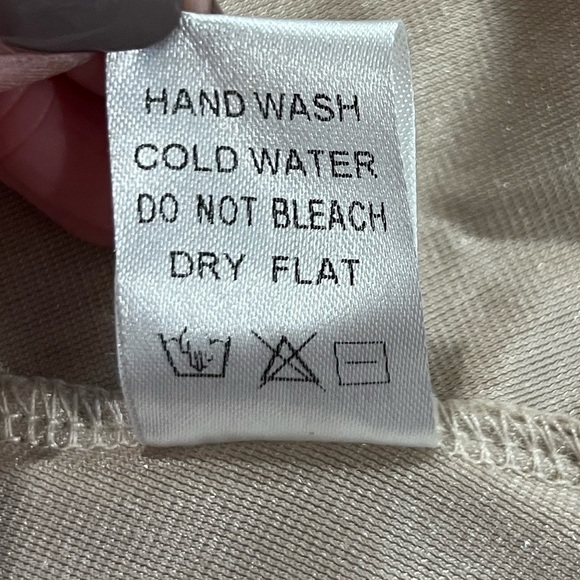 HAND WASH
COLD WATER
DO NOT BLEACH
DRY FLAT